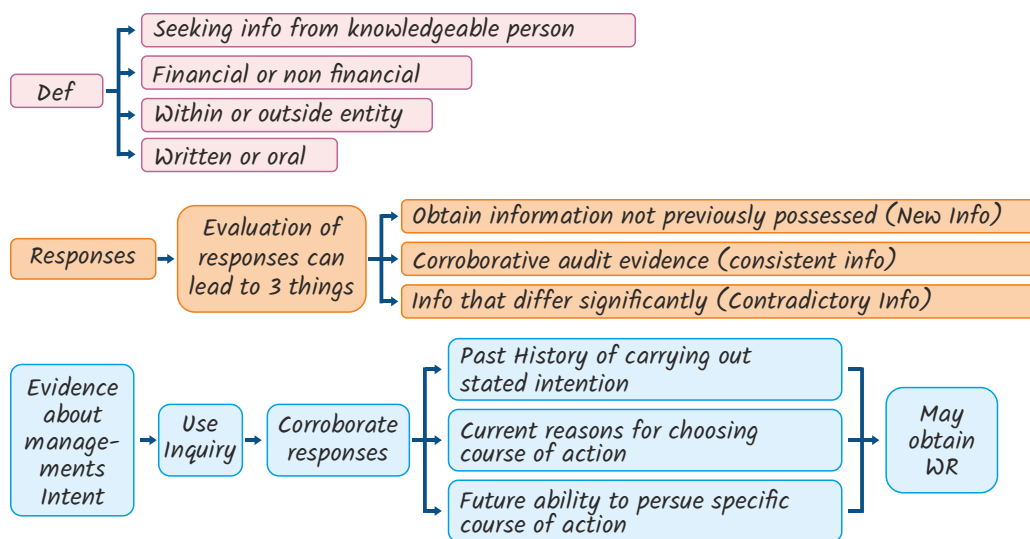 Def
Seeking info from knowledgeable person
Financial or non financial
Within or outside entity
Written or oral
Responses
Evaluation of
responses can
lead to 3 things
Obtain information not previously possessed (New Info)
Corroborative audit evidence (consistent info)
Info that differ significantly (Contradictory Info)
Evidence
about
manage-
ments
Intent
Use
Inquiry
Corroborate
responses
Past History of carrying out
stated intention
Current reasons for choosing
course of action
Future ability to persue specific
course of action
May
obtain
WR